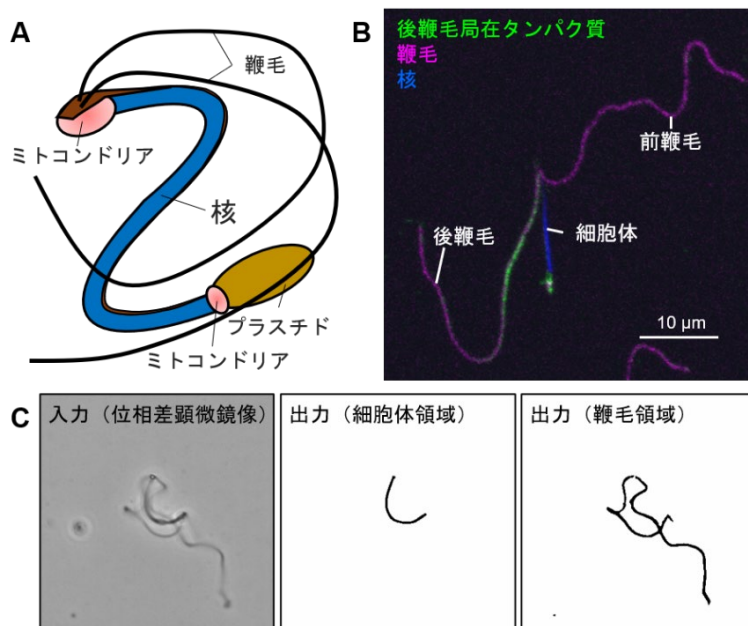 A
鞭毛
ミトコンドリア
核
プラスチド
ミトコンドリア
B
後鞭毛局在タンパク質
鞭毛
核
前鞭毛
後鞭毛
細胞体
10 μm
C
入力（位相差顕微鏡像）
出力（細胞体領域）
出力（鞭毛領域）